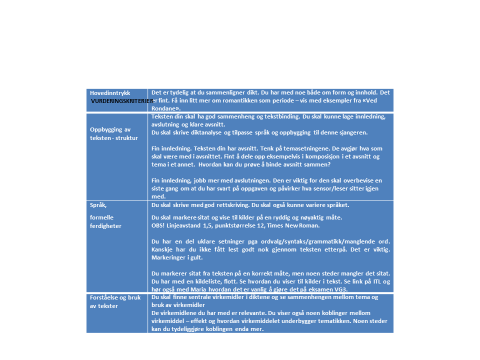 Hovedinstrykk
VURDERINGSKRITERIER
Det er tydelig at du sammenligner dikt. Du har med noe både om form og innhold. Det
er fint. Få inn litt mer om romantikken som periode – vis med eksempler fra «Ved
Rondane».
Oppbygging av
teksten - struktur
Teksten din skal ha god sammenheng og tekstbinding. Du skal kunne lage innledning,
avslutning og klare avsnitt.
Du skal skrive diktanalyse og tilpasse språk og oppbygging til denne sjangeren.
Fin innledning. Teksten din har avsnitt. Tenk på temasetningene. De avgjør hva som
skal være med i avsnittet. Fint å dele opp eksempelvis i komposisjon i et avsnitt og
tema i et annet. Hvordan kan du prøve å binde avsnitt sammen?
Fin innledning, jobb mer med avslutningen. Den er viktig for den skal overbevise en
siste gang om at du har svart på oppgaven og påvirker hva sensor/leser sitter igjen
med.
Språk,
formelle
ferdigheter
Du skal skrive med god rettskriving. Du skal også kunne variere språket.
Du skal markere sitat og vise til kilder på en ryddig og nøyaktig måte.
OBS! Linjeavstand 1,5, punktstørrelse 12, Times New Roman.
Du har en del uklare setninger pga ordvalg/syntaks/grammatikk/manglende ord.
Kanskje har du ikke fått lest godt nok gjennom teksten etterpå. Det er viktig.
Markeringer i gult.
Du markerer sitat fra teksten på en korrekt måte, men noen steder mangler det sitat.
Du har med en kildeliste, flott. Se hvordan du viser til kilder i tekst. Se link på ITL og
hør også med Maria hvordan det er vanlig å gjøre det på eksamen VG3.
Forståelse og bruk
av tekster
Du skal finne sentrale virkemidler i diktene og se sammenhengen mellom tema og
bruk av virkemidler
De virkemidlene du har med er relevante. Du viser også noen koblinger mellom
virkemiddel – effekt og hvordan virkemiddelet underbygger tematikken. Noen steder
kan du tydeliggjøre koblingen enda mer.